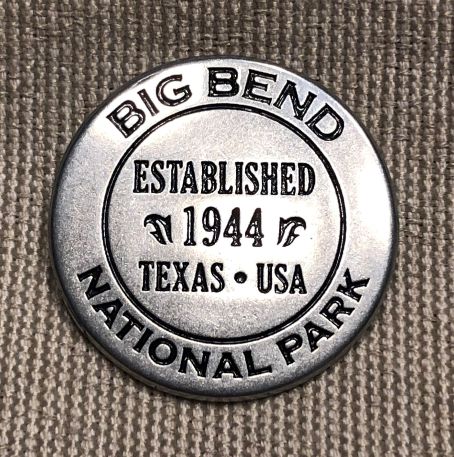 BIG BEND
ESTABLISHED
1944
TEXAS • USA
NATIONAL PARK